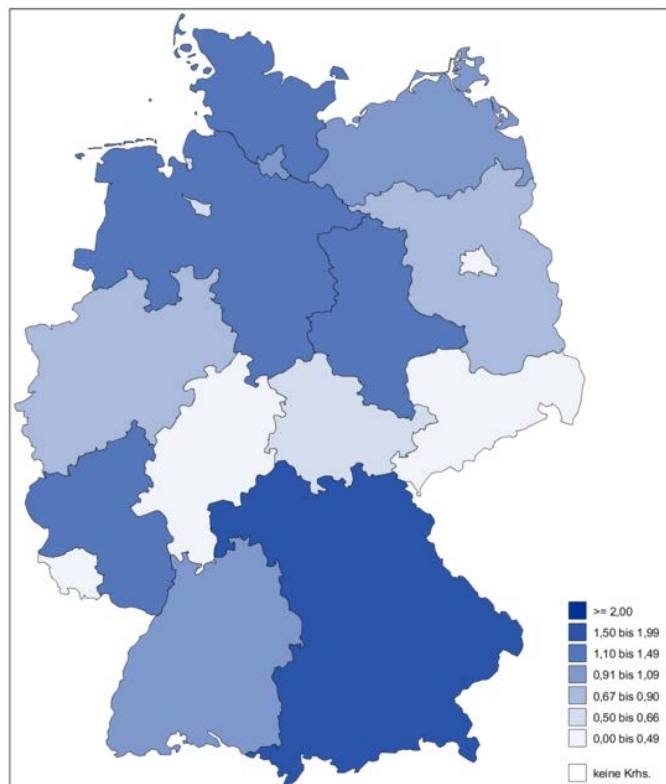 >= 2,00
1,50 bis 1,99
1,10 bis 1,49
0,91 bis 1,09
0,67 bis 0,90
0,50 bis 0,66
0,00 bis 0,49
keine Krhs.